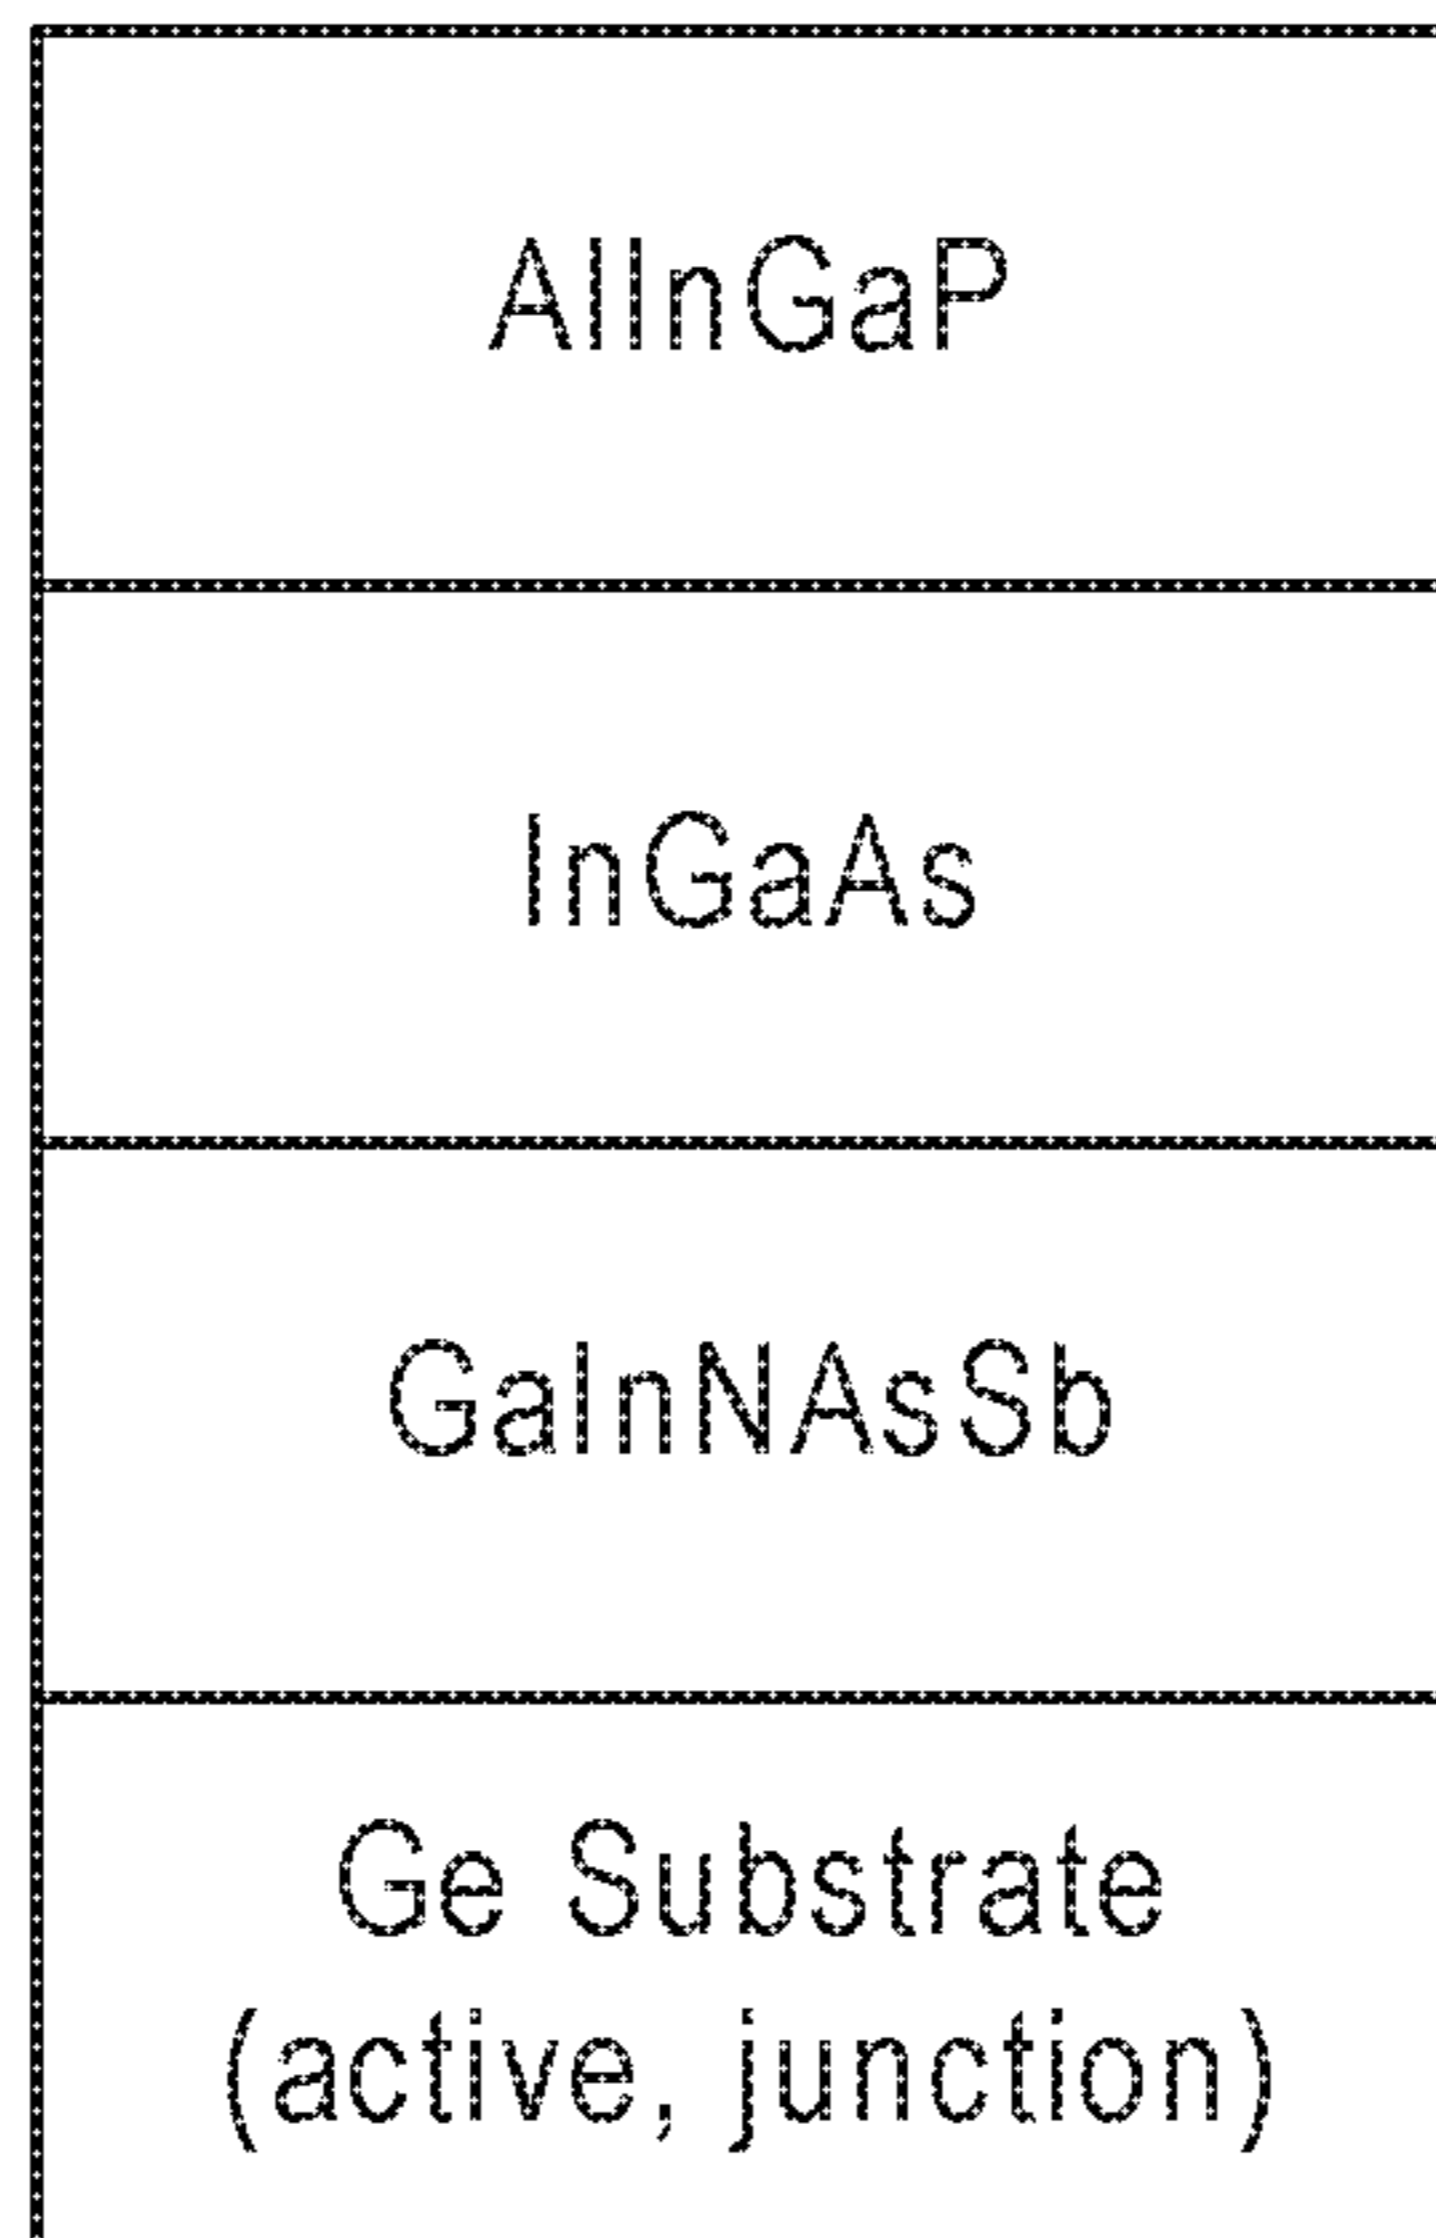 AlInGaP
InGaAs
GaInNAsSb
Ge Substrate
(active, junction)